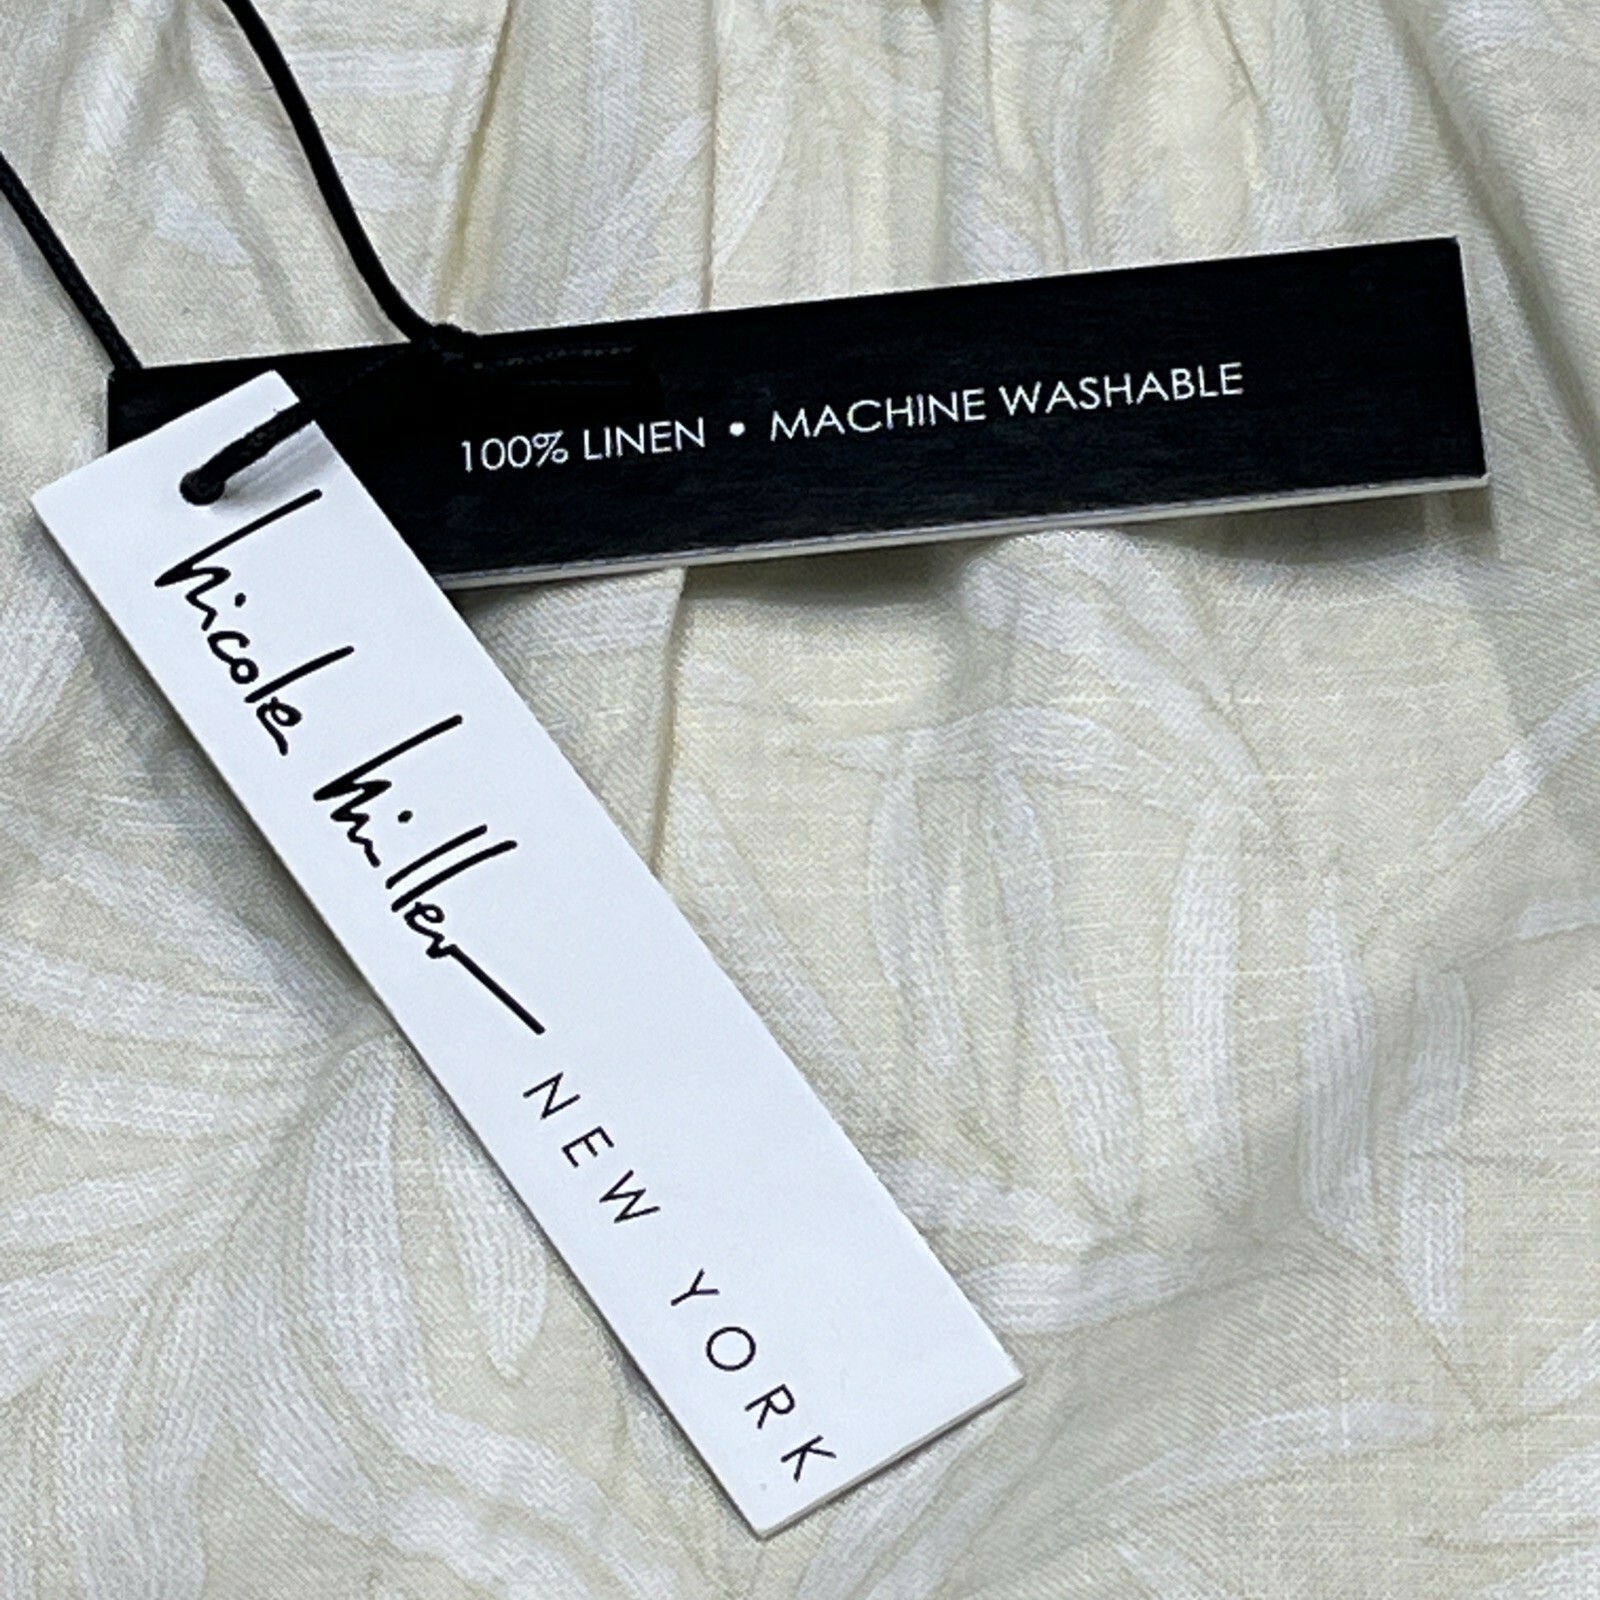 100% LINEN • MACHINE WASHABLE
nicole miller
NEW YORK